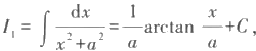 I₁ = ∫ dx/(x²+a²) = 1/a arctan x/a + C ,